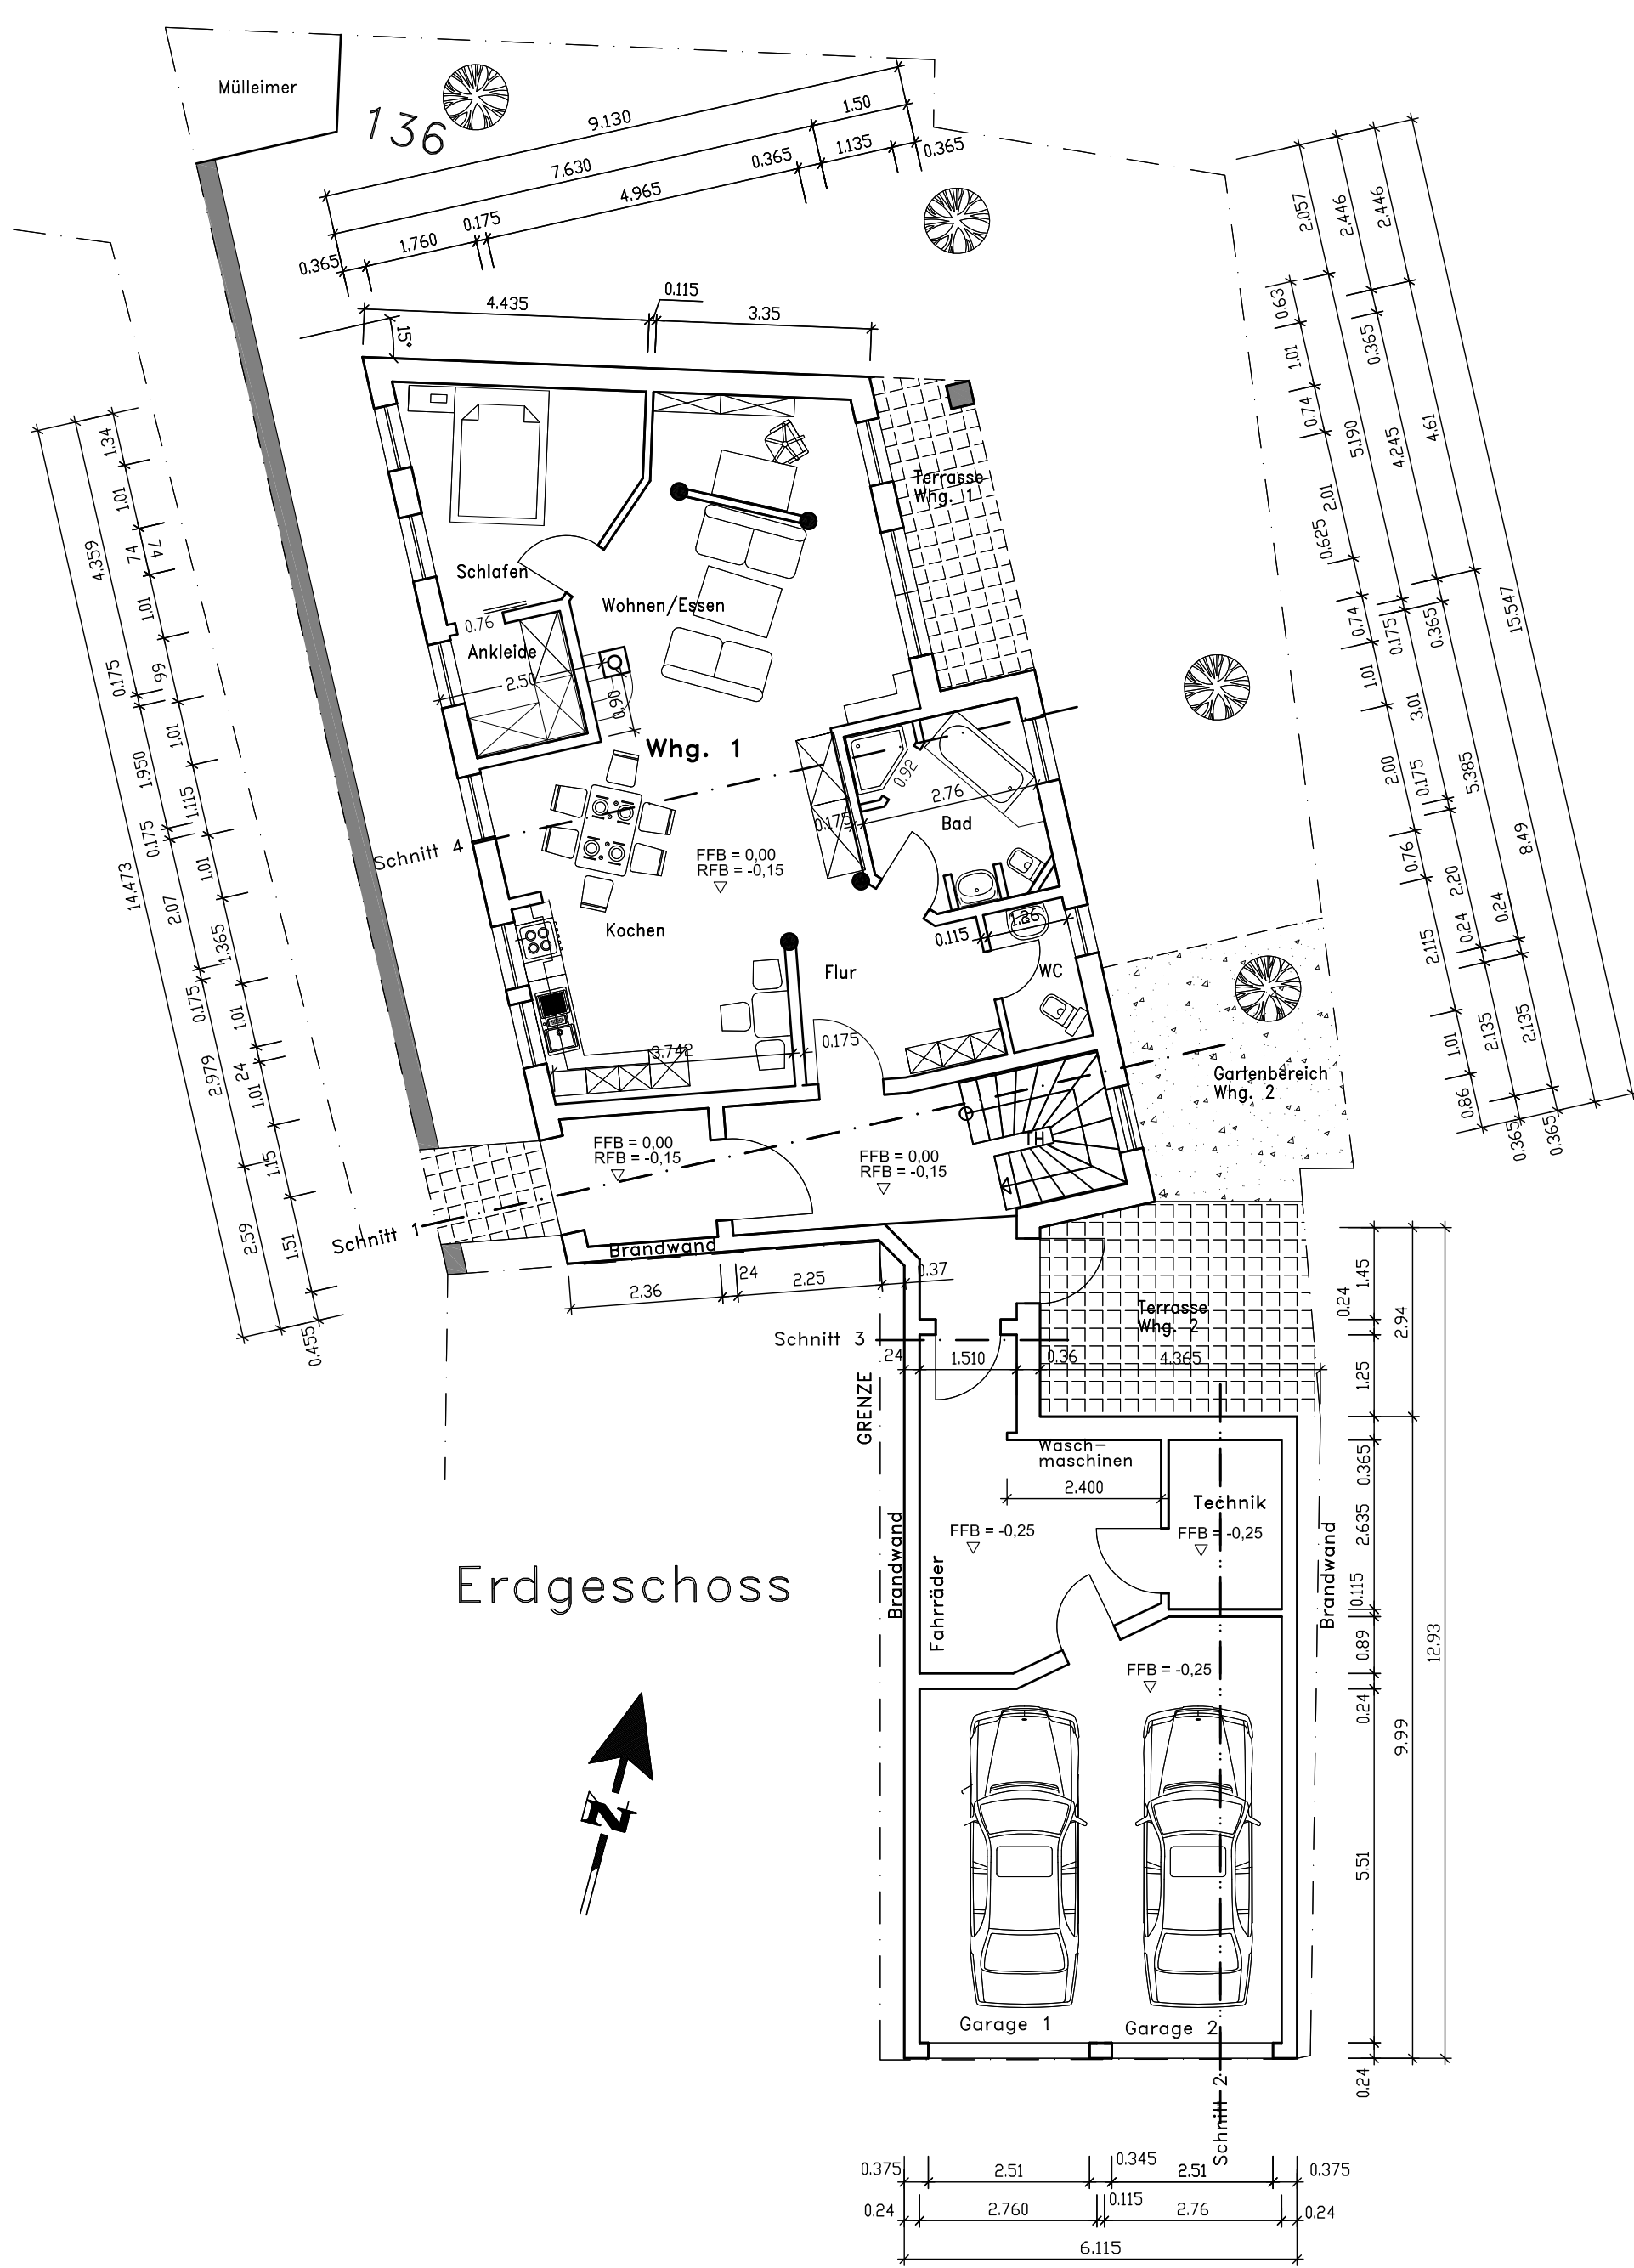 Mülleimer
136
9.130
1.50
7.630
0.365
1.135
0.365
4.965
0.175
1.760
0.365
4.435
0.115
3.35
15°
2.057
2.446
2.446
0.63
1.01
0.365
0.74
5.190
4.245
4.61
2.01
0.625
15.547
0.74
0.175
0.365
1.01
3.01
2.00
0.175
5.385
8.49
0.76
2.20
0.24
2.115
0.24
1.01
2.135
2.135
0.86
0.365
0.365
1.34
1.01
4.359
74
74
1.01
0.175
99
1.01
1.950
1.115
0.175
1.01
14.473
2.07
1.365
0.175
1.01
2.979
24
1.01
1.15
2.59
1.51
0.455
Terrasse
Whg. 1
Schlafen
Wohnen/Essen
0.76
Ankleide
2.50
0.90
Whg. 1
0.92
2.76
0.175
Bad
Schnitt 4
FFB = 0,00
RFB = -0,15
Kochen
1.26
0.115
Flur
WC
3.742
0.175
Gartenbereich
Whg. 2
TH
FFB = 0,00
RFB = -0,15
FFB = 0,00
RFB = -0,15
Schnitt 1
Brandwand
2.36
24
2.25
0.37
Terrasse
Whg. 2
Schnitt 3
24
1.510
0.36
4.365
0.24
1.45
2.94
1.25
GRENZE
Wasch-
maschinen
2.400
Technik
FFB = -0,25
FFB = -0,25
Brandwand
Fahrräder
Brandwand
0.365
2.635
0.115
0.89
12.93
FFB = -0,25
0.24
9.99
5.51
Erdgeschoss
N
Garage 1
Garage 2
0.24
Schnitt 2
0.375
2.51
0.345
2.51
0.375
0.24
2.760
0.115
2.76
0.24
6.115